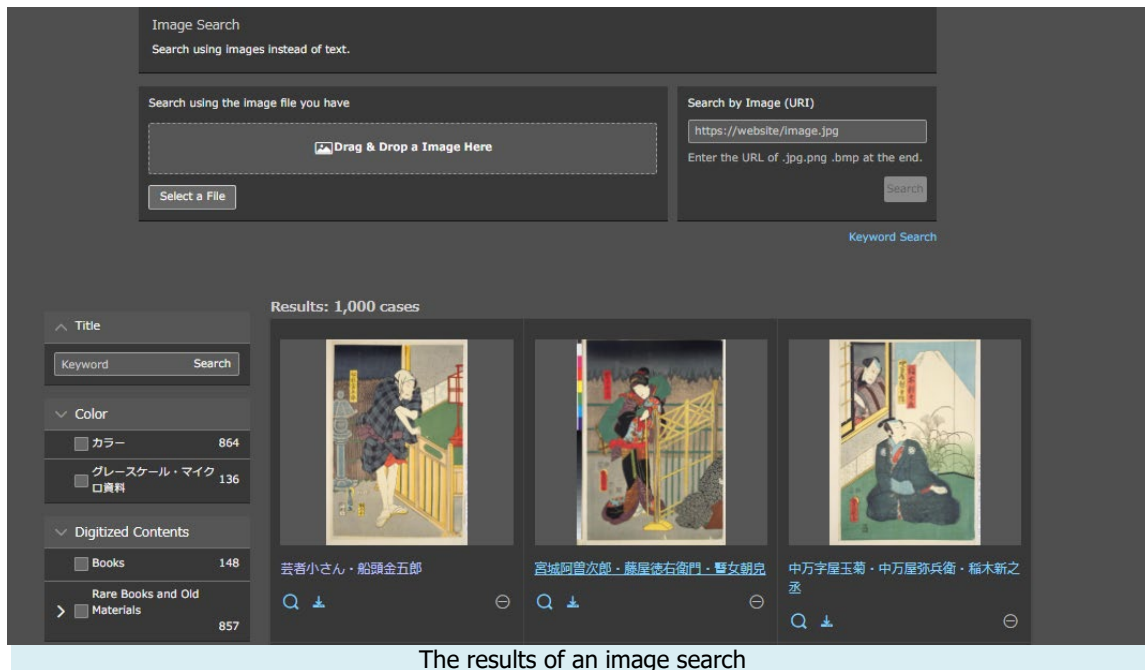 Image Search
Search using images instead of text.
Search using the image file you have
Drag & Drop a Image Here
Select a File
Search by Image (URI)
https://website/image.jpg
Enter the URL of .jpg.png .bmp at the end.
Search
Keyword Search
Results: 1,000 cases
Title
Keyword Search
Color
カラー 864
グレースケール・マイク
ロ資料 136
Digitized Contents
Books 148
Rare Books and Old
Materials
857
芸者小さん・船頭金五郎
宮城阿曽次郎・藤屋徳右衛門・瞽女朝皃
中万字屋玉菊・中万屋弥兵衛・稲木新之
丞
The results of an image search